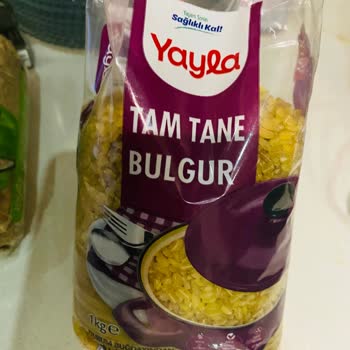 Sağlıklı Kal!
Yayla
TAM TANE
BULGUR
1kg e